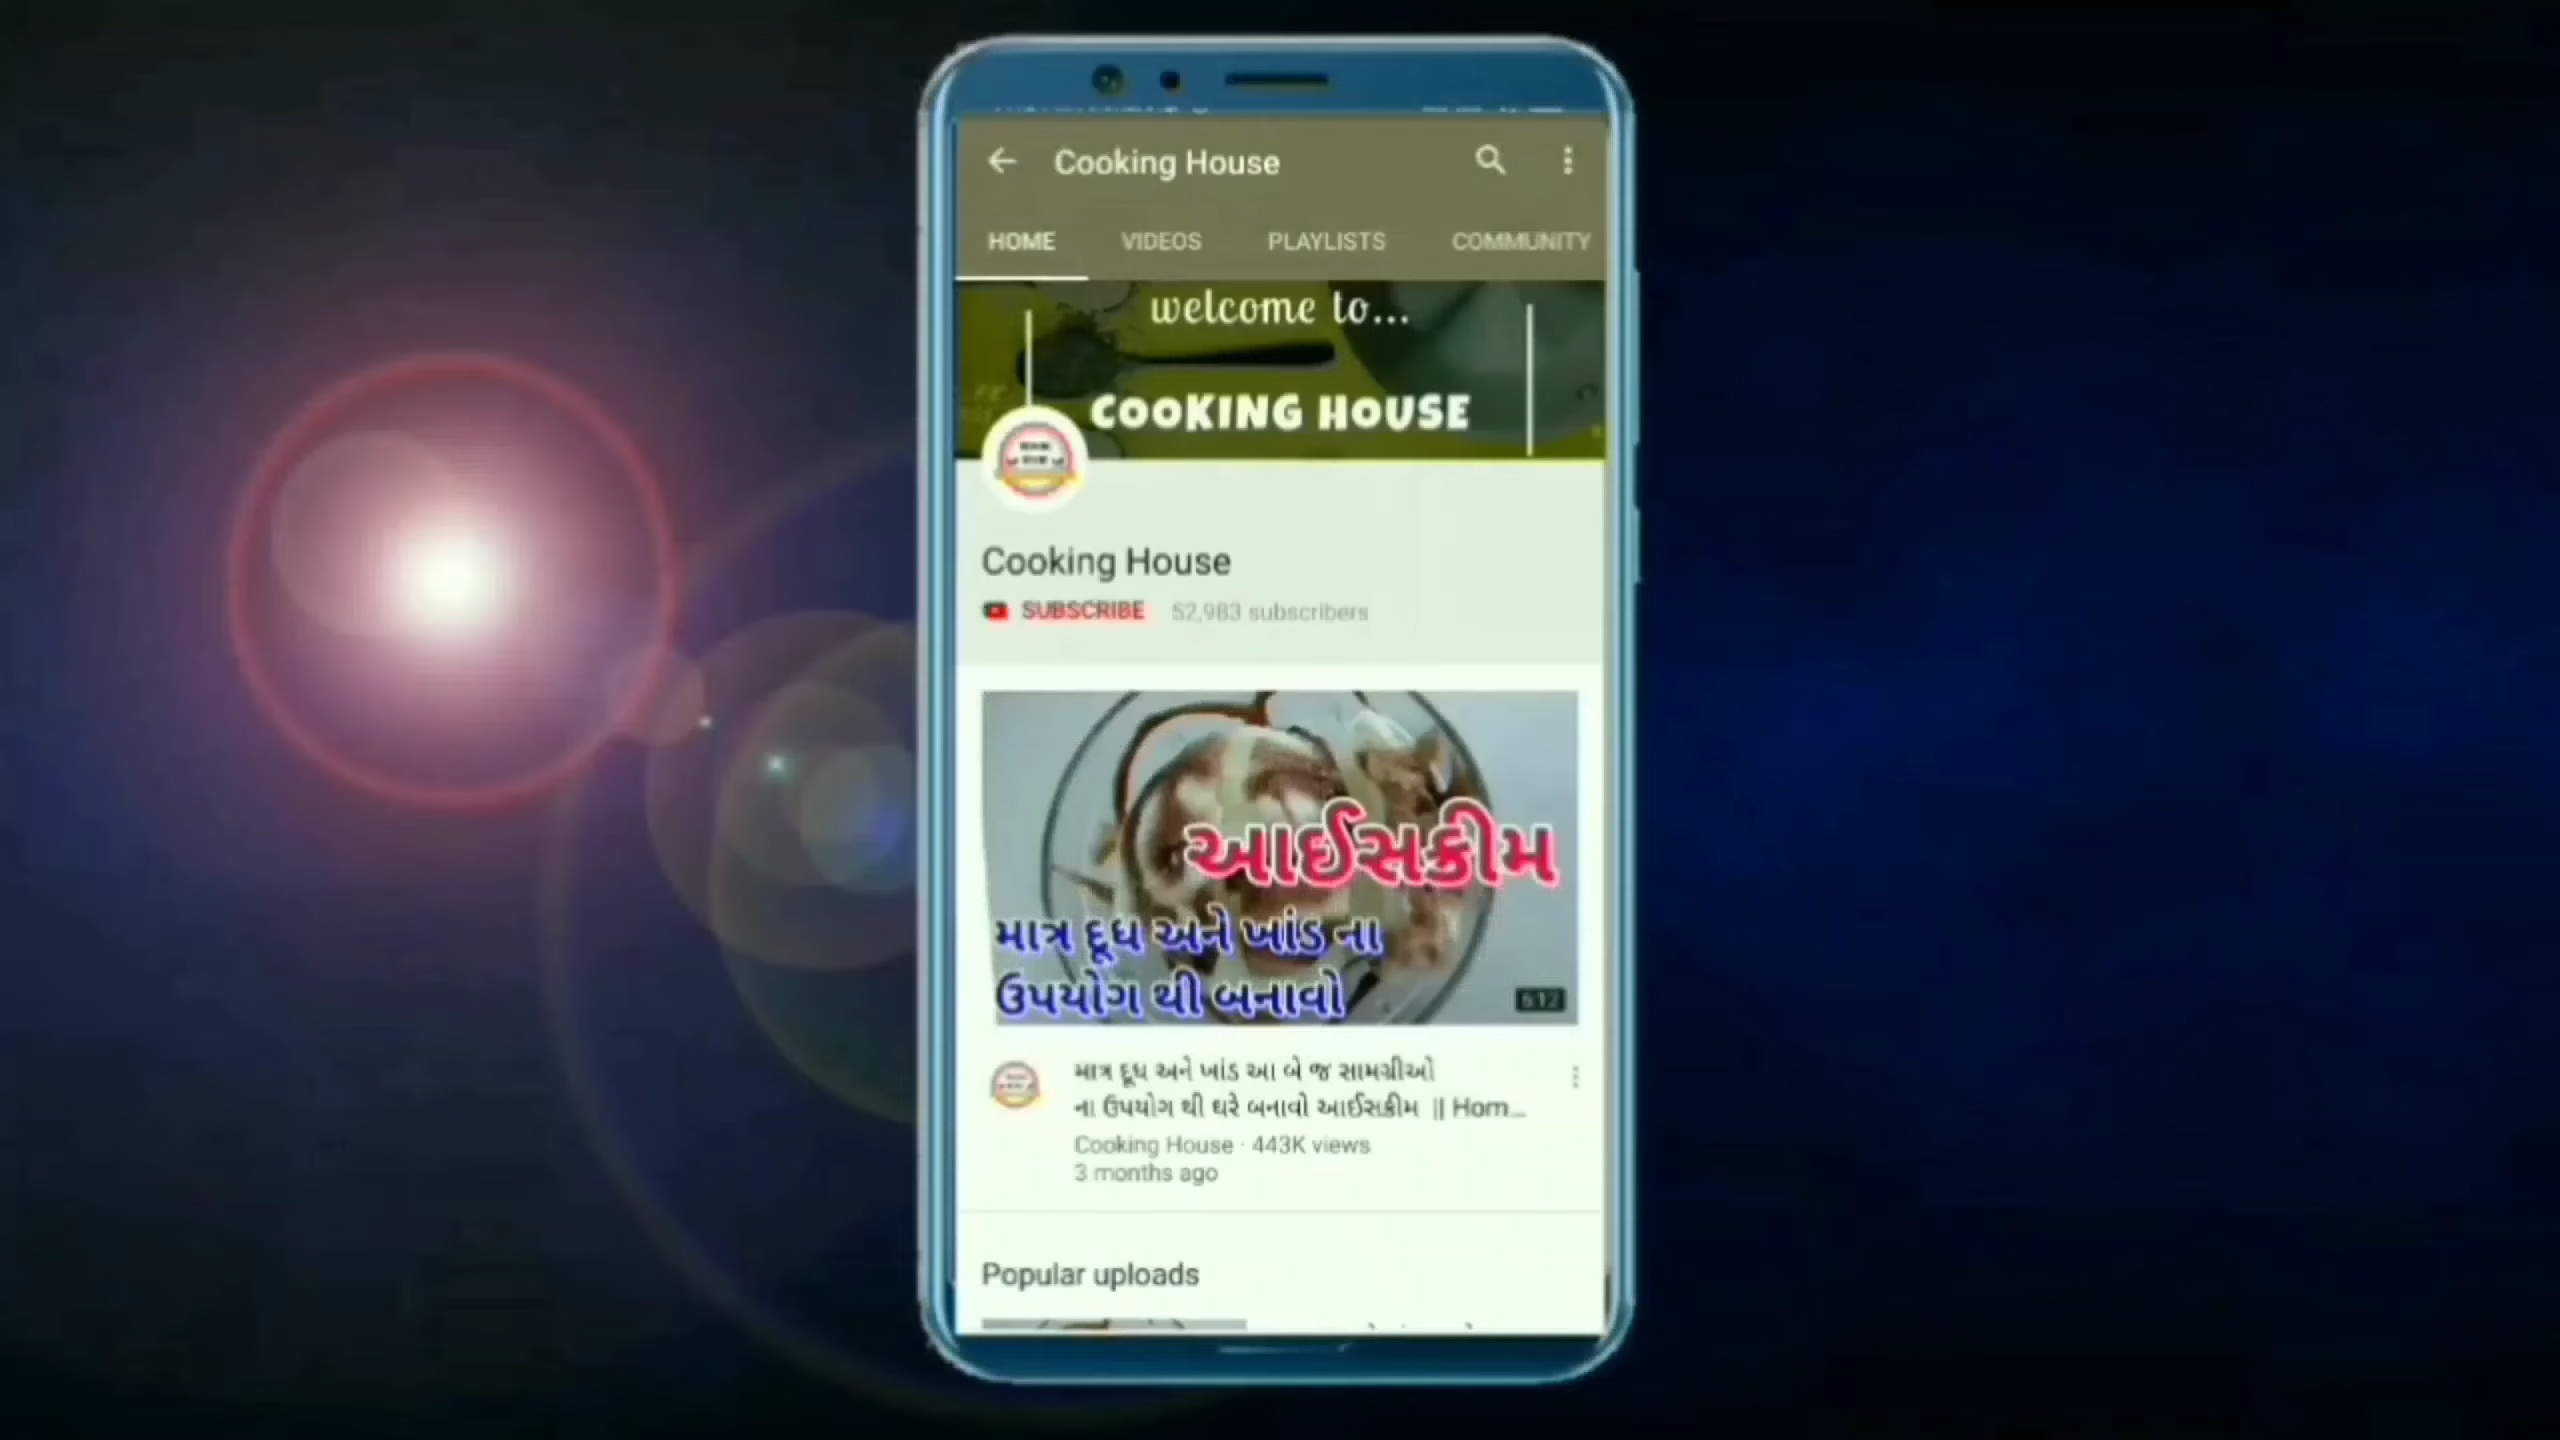 Cooking House
HOME VIDEOS PLAYLISTS COMMUNITY
welcome to...
COOKING HOUSE
Cooking House
SUBSCRIBE 52,983 subscribers
આઈસક્રીમ
માત્ર દૂધ અને ખાંડ ના
ઉપયોગ થી બનાવો
6:12
માત્ર દૂધ અને ખાંડ આ બે જ સામગ્રીઓ
ના ઉપયોગ થી ઘરે બનાવો આઈસક્રીમ || Hom...
Cooking House · 443K views
3 months ago
Popular uploads